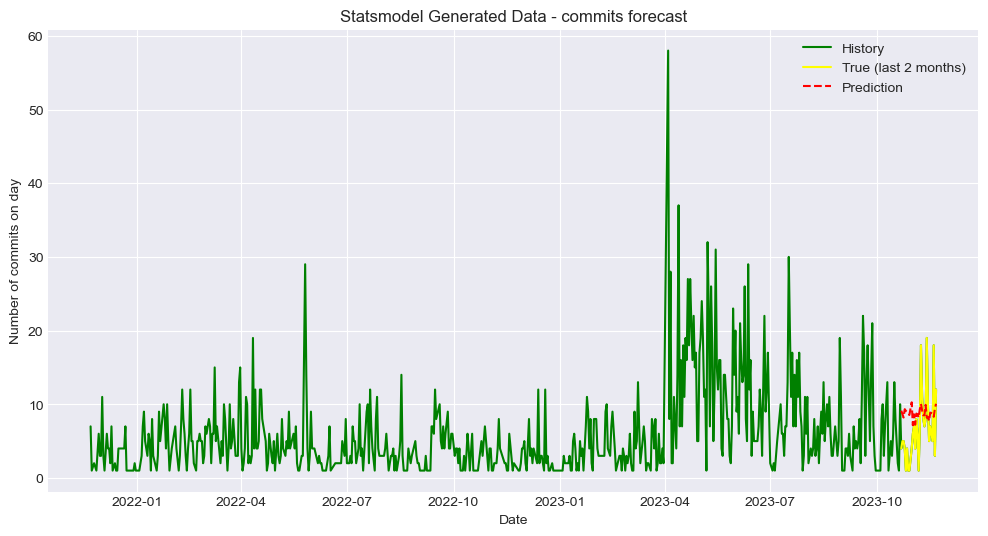 Statsmodel Generated Data - commits forecast
History
True (last 2 months)
Prediction
Number of commits on day
60
50
40
30
20
10
0
2022-01
2022-04
2022-07
2022-10
2023-01
2023-04
2023-07
2023-10
Date